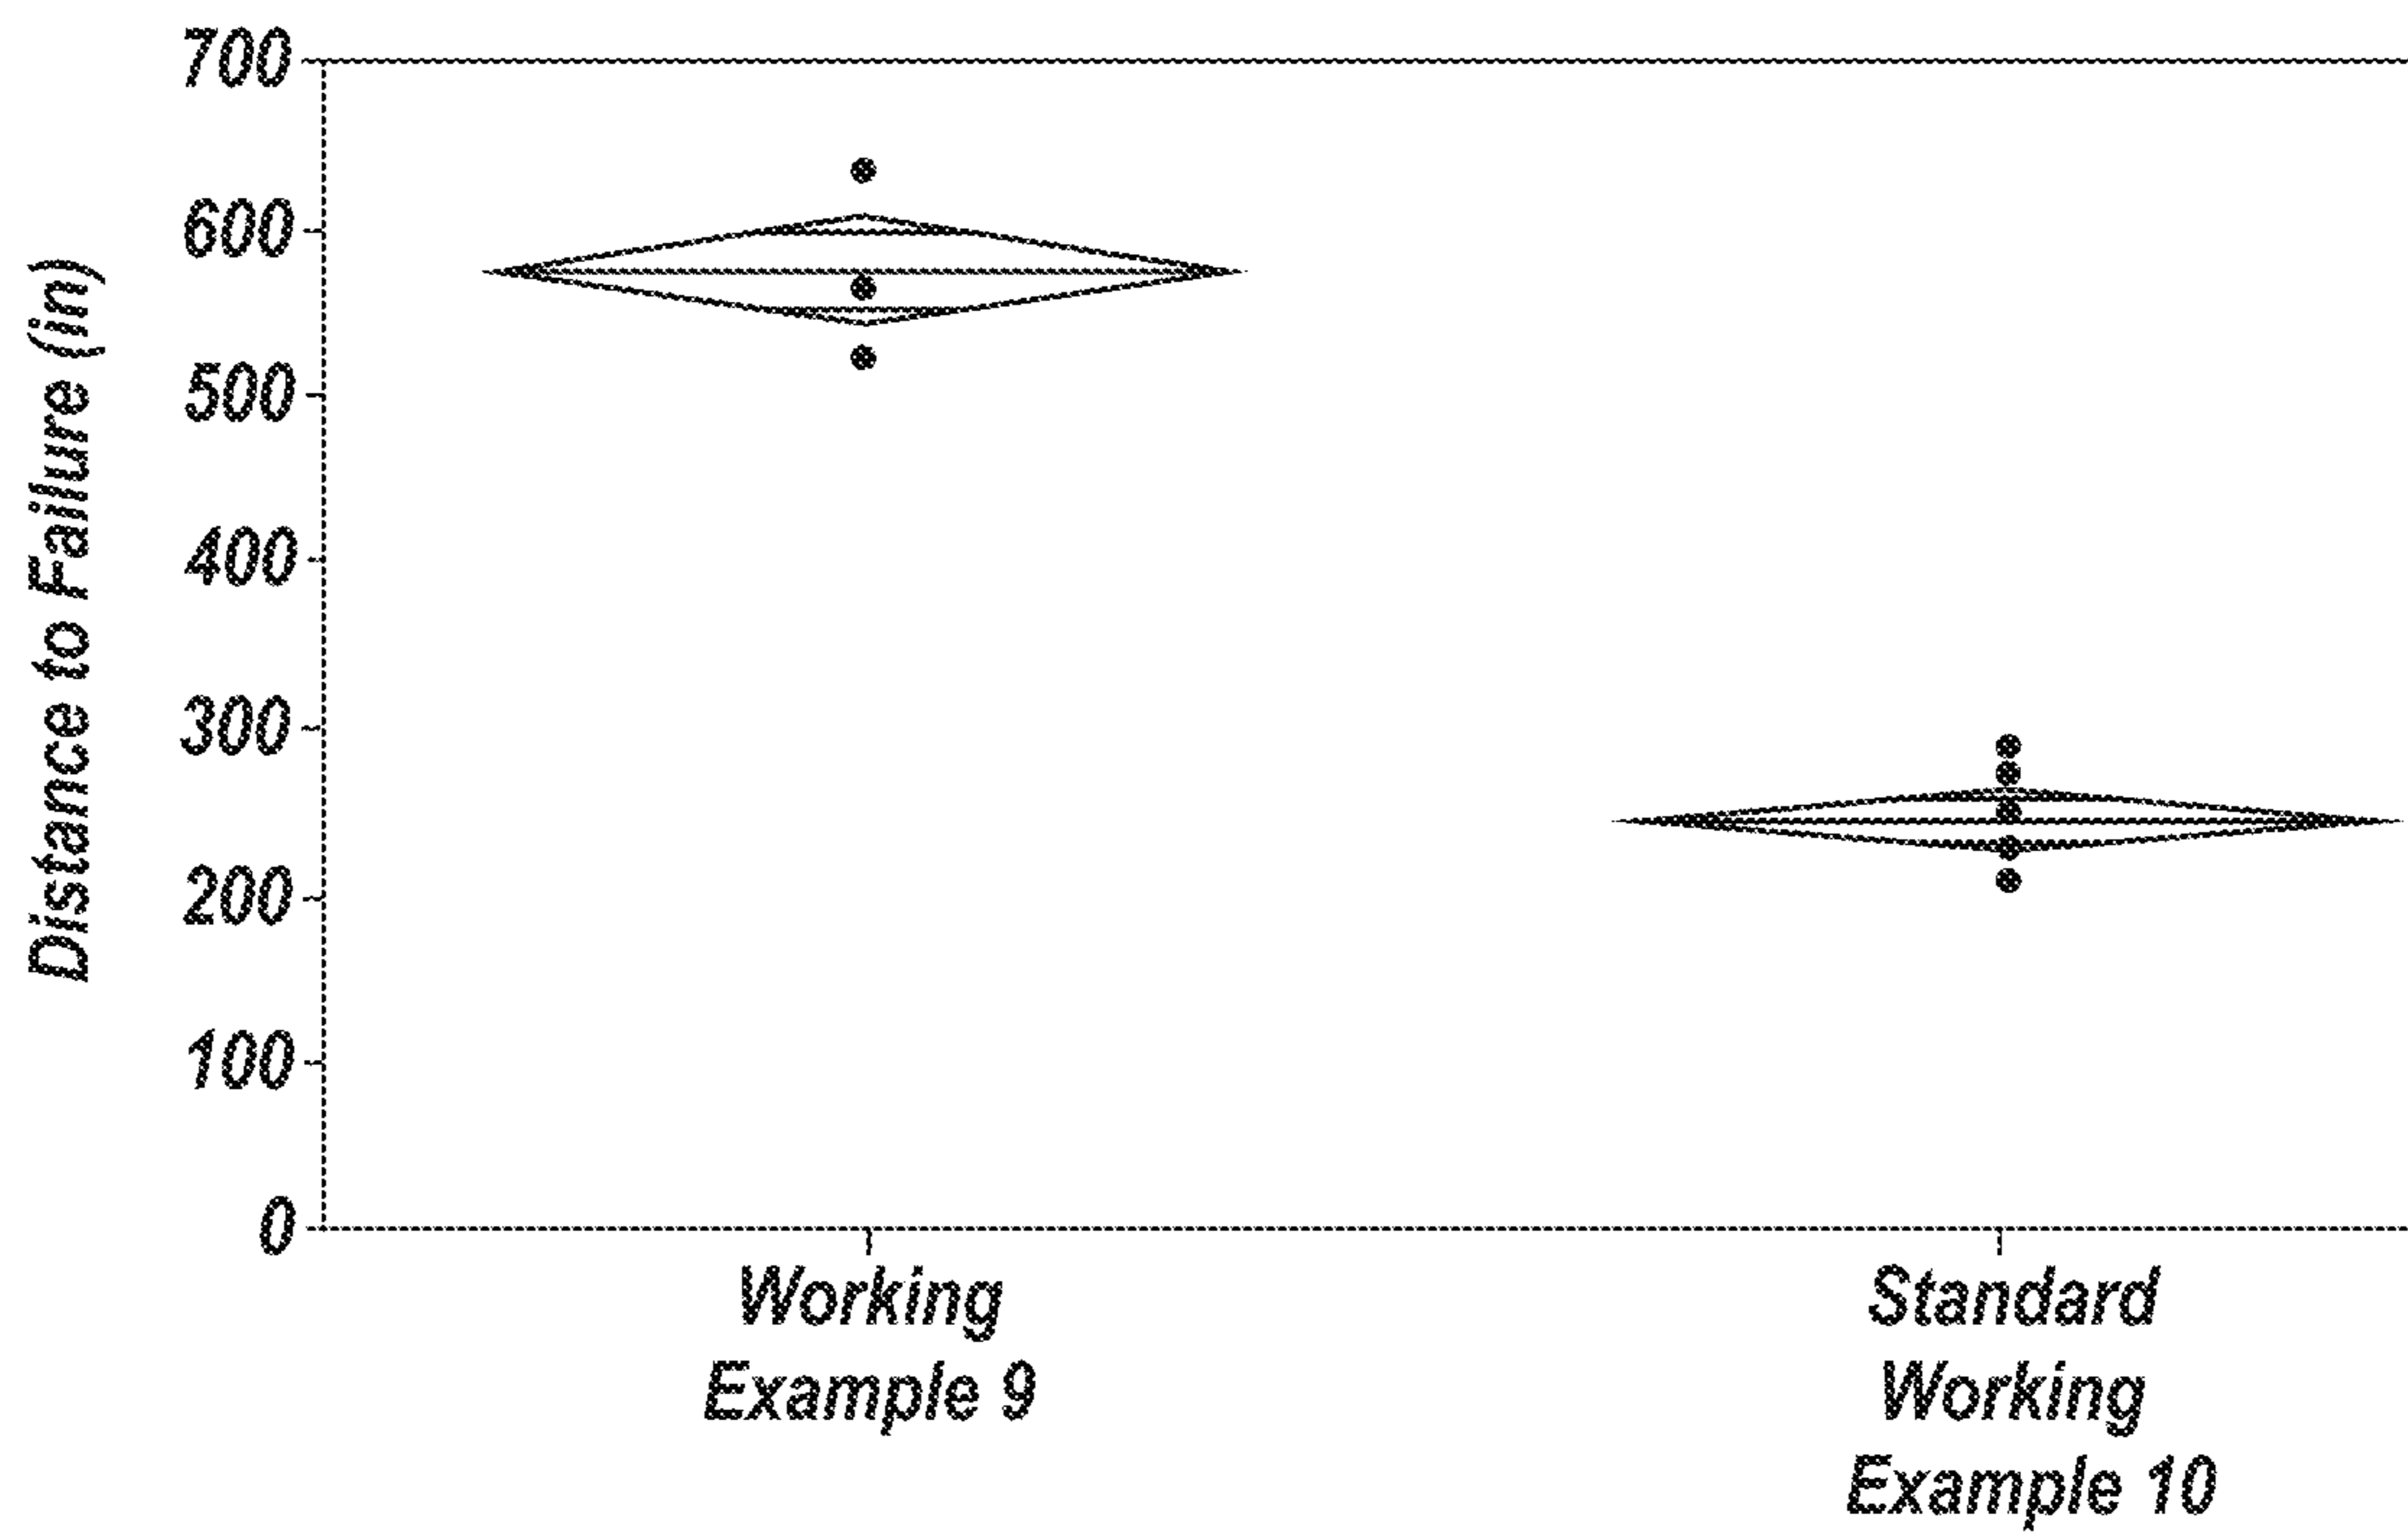 Distance to Failure (in)
700
600
500
400
300
200
100
0
Working
Example 9
Standard
Working
Example 10